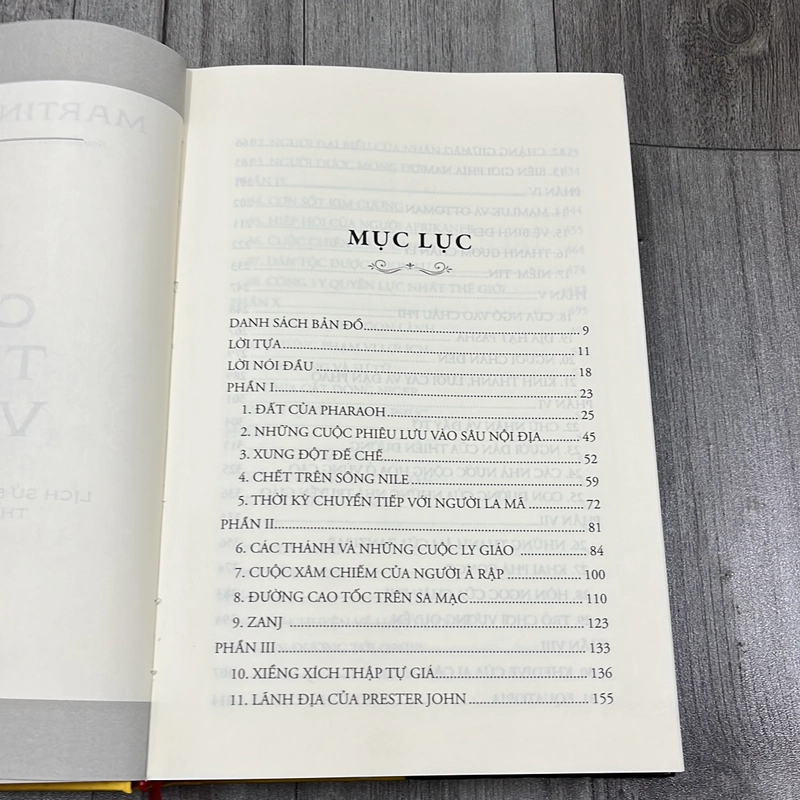 MỤC LỤC
DANH SÁCH BẢN ĐỒ 9
LỜI TỰA 11
LỜI NÓI ĐẦU 18
PHẦN I 23
1. ĐẤT CỦA PHARAOH 25
2. NHỮNG CUỘC PHIÊU LƯU VÀO SÂU NỘI ĐỊA 45
3. XUNG ĐỘT ĐẾ CHẾ 52
4. CHẾT TRÊN SÔNG NILE 59
5. THỜI KỲ CHUYỂN TIẾP VỚI NGƯỜI LA MÃ 72
PHẦN II 81
6. CÁC THÁNH VÀ NHỮNG CUỘC LY GIÁO 84
7. CUỘC XÂM CHIẾM CỦA NGƯỜI Ả RẬP 100
8. ĐƯỜNG CAO TỐC TRÊN SA MẠC 110
9. ZANJ 123
PHẦN III 133
10. XIỀNG XÍCH THẬP TỰ GIÁ 136
11. LÃNH ĐỊA CỦA PRESTER JOHN 155